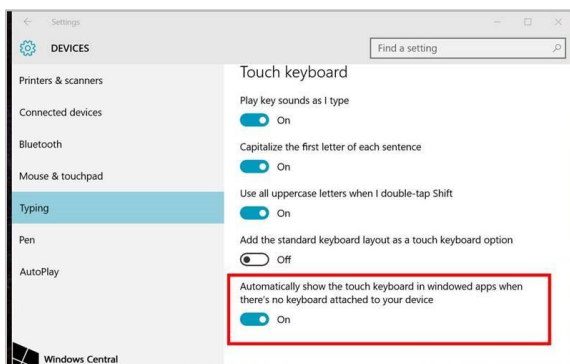 Settings
DEVICES
Find a setting
Printers & scanners
Connected devices
Bluetooth
Mouse & touchpad
Typing
Pen
AutoPlay
Touch keyboard
Play key sounds as I type
On
Capitalize the first letter of each sentence
On
Use all uppercase letters when I double-tap Shift
On
Add the standard keyboard layout as a touch keyboard option
Off
Automatically show the touch keyboard in windowed apps when
there's no keyboard attached to your device
On
Windows Central